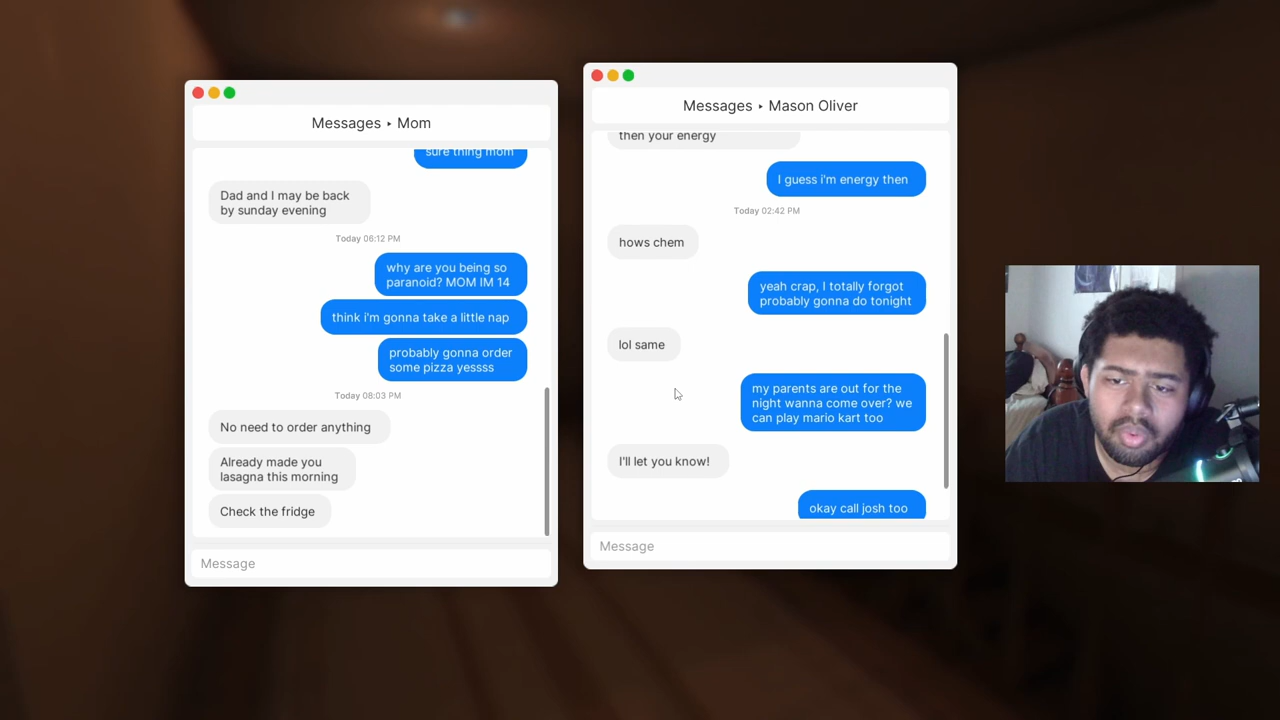 Messages ‣ Mom
sure thing mom
Dad and I may be back
by sunday evening
Today 06:12 PM
why are you being so
paranoid? MOM IM 14
think i'm gonna take a little nap
probably gonna order
some pizza yessss
Today 08:03 PM
No need to order anything
Already made you
lasagna this morning
Check the fridge
Message
Messages ‣ Mason Oliver
then your energy
I guess i'm energy then
Today 02:42 PM
hows chem
yeah crap, I totally forgot
probably gonna do tonight
lol same
my parents are out for the
night wanna come over? we
can play mario kart too
I'll let you know!
okay call josh too
Message